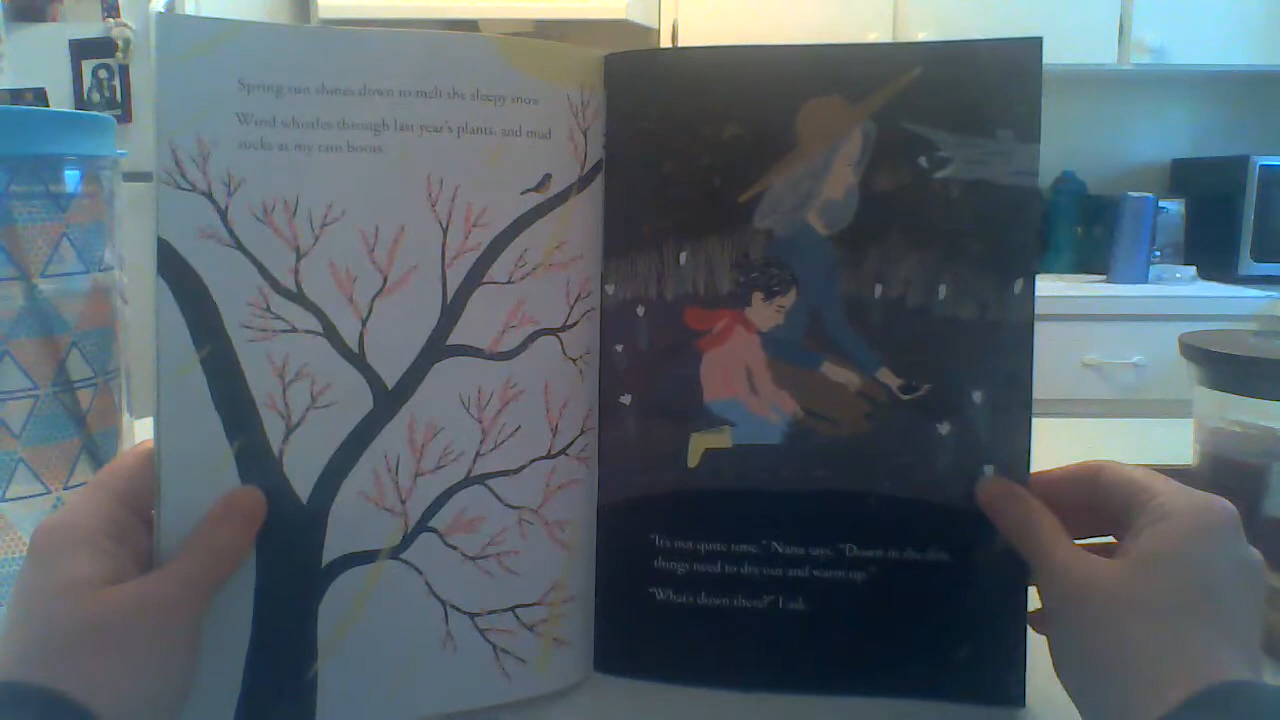 Spring sun shines down to melt the sleepy snow
Wind whistles through last year's plants, and mud
sucks at my rain boots.
"It's not quite time," Nana says. "Down in the dirt,
things need to dry out and warm up."
"What's down there?" I ask.